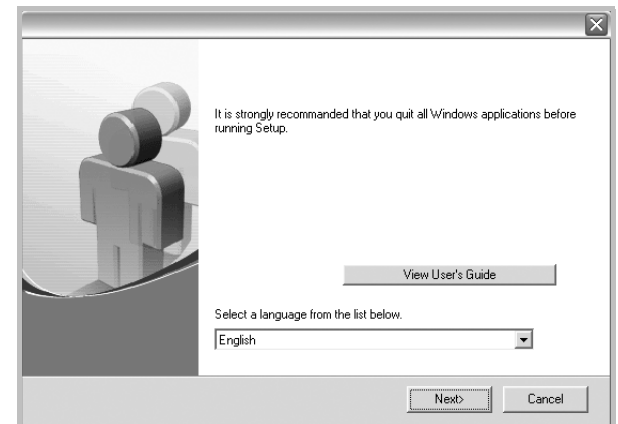 It is strongly recommanded that you quit all Windows applications before
running Setup.
View User's Guide
Select a language from the list below.
English
Next>
Cancel